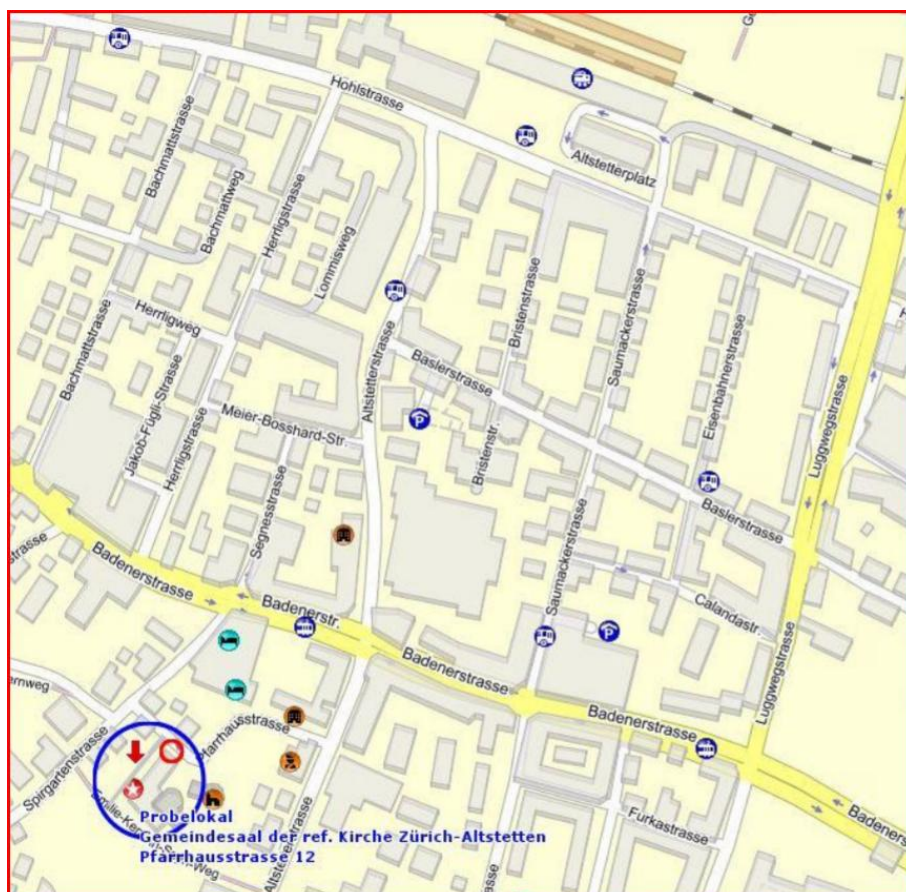 Hohlstrasse
Altstetterplatz
Bachmattstrasse
Bachmattweg
Herrligstrasse
Lommisweg
Herrligweg
Altstetterstrasse
Baslerstrasse
Bristenstrasse
Saumackerstrasse
Eisenbahnerstrasse
Luggwegstrasse
Bachmattstrasse
Jakob-Fügli-Strasse
Herrligstrasse
Meier-Bosshard-Str.
P
Bristenstr.
Segnesstrasse
Baslerstrasse
Badenerstrasse
Badenerstr.
Saumackerstrasse
Calandastr.
P
Badenerstrasse
Badenerstrasse
Luggwegstrasse
Pfarrhausstrasse
Spirgartenstrasse
Furkastrasse
Probelokal
Gemeindesaal der ref. Kirche Zürich-Altstetten
Pfarrhausstrasse 12